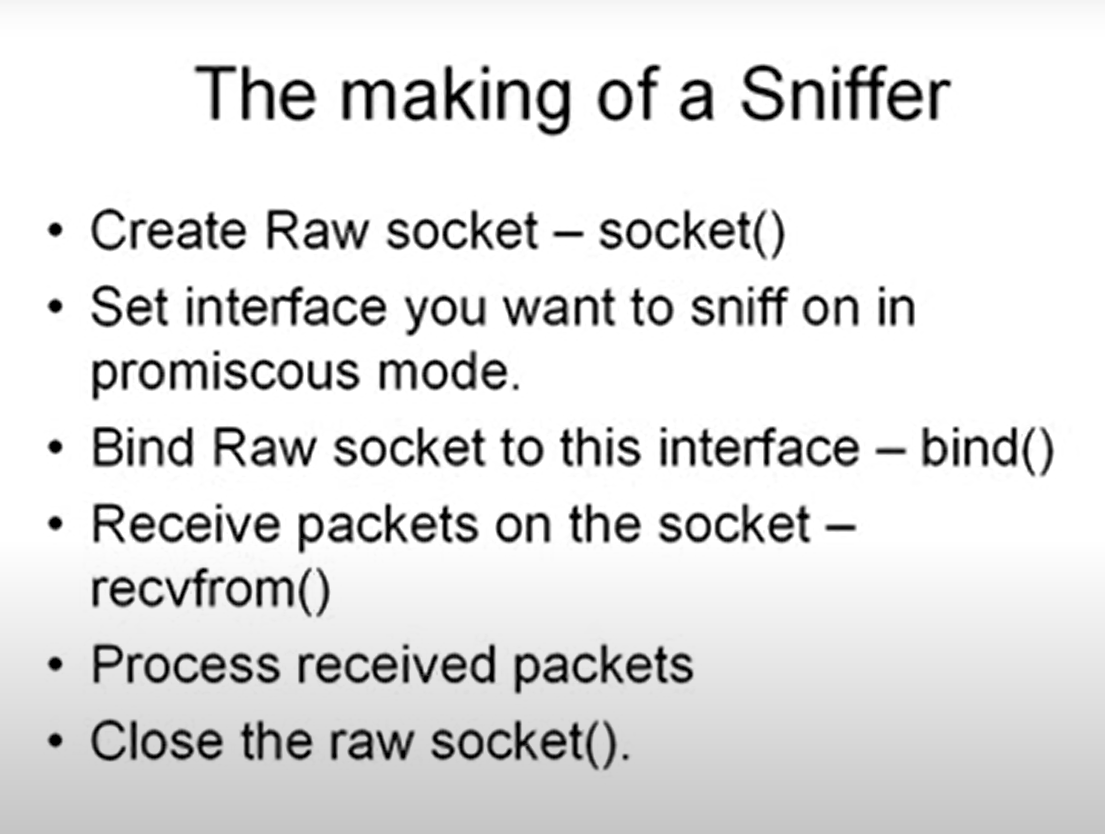 The making of a Sniffer
• Create Raw socket – socket()
• Set interface you want to sniff on in
promiscous mode.
• Bind Raw socket to this interface – bind()
• Receive packets on the socket –
recvfrom()
• Process received packets
• Close the raw socket().